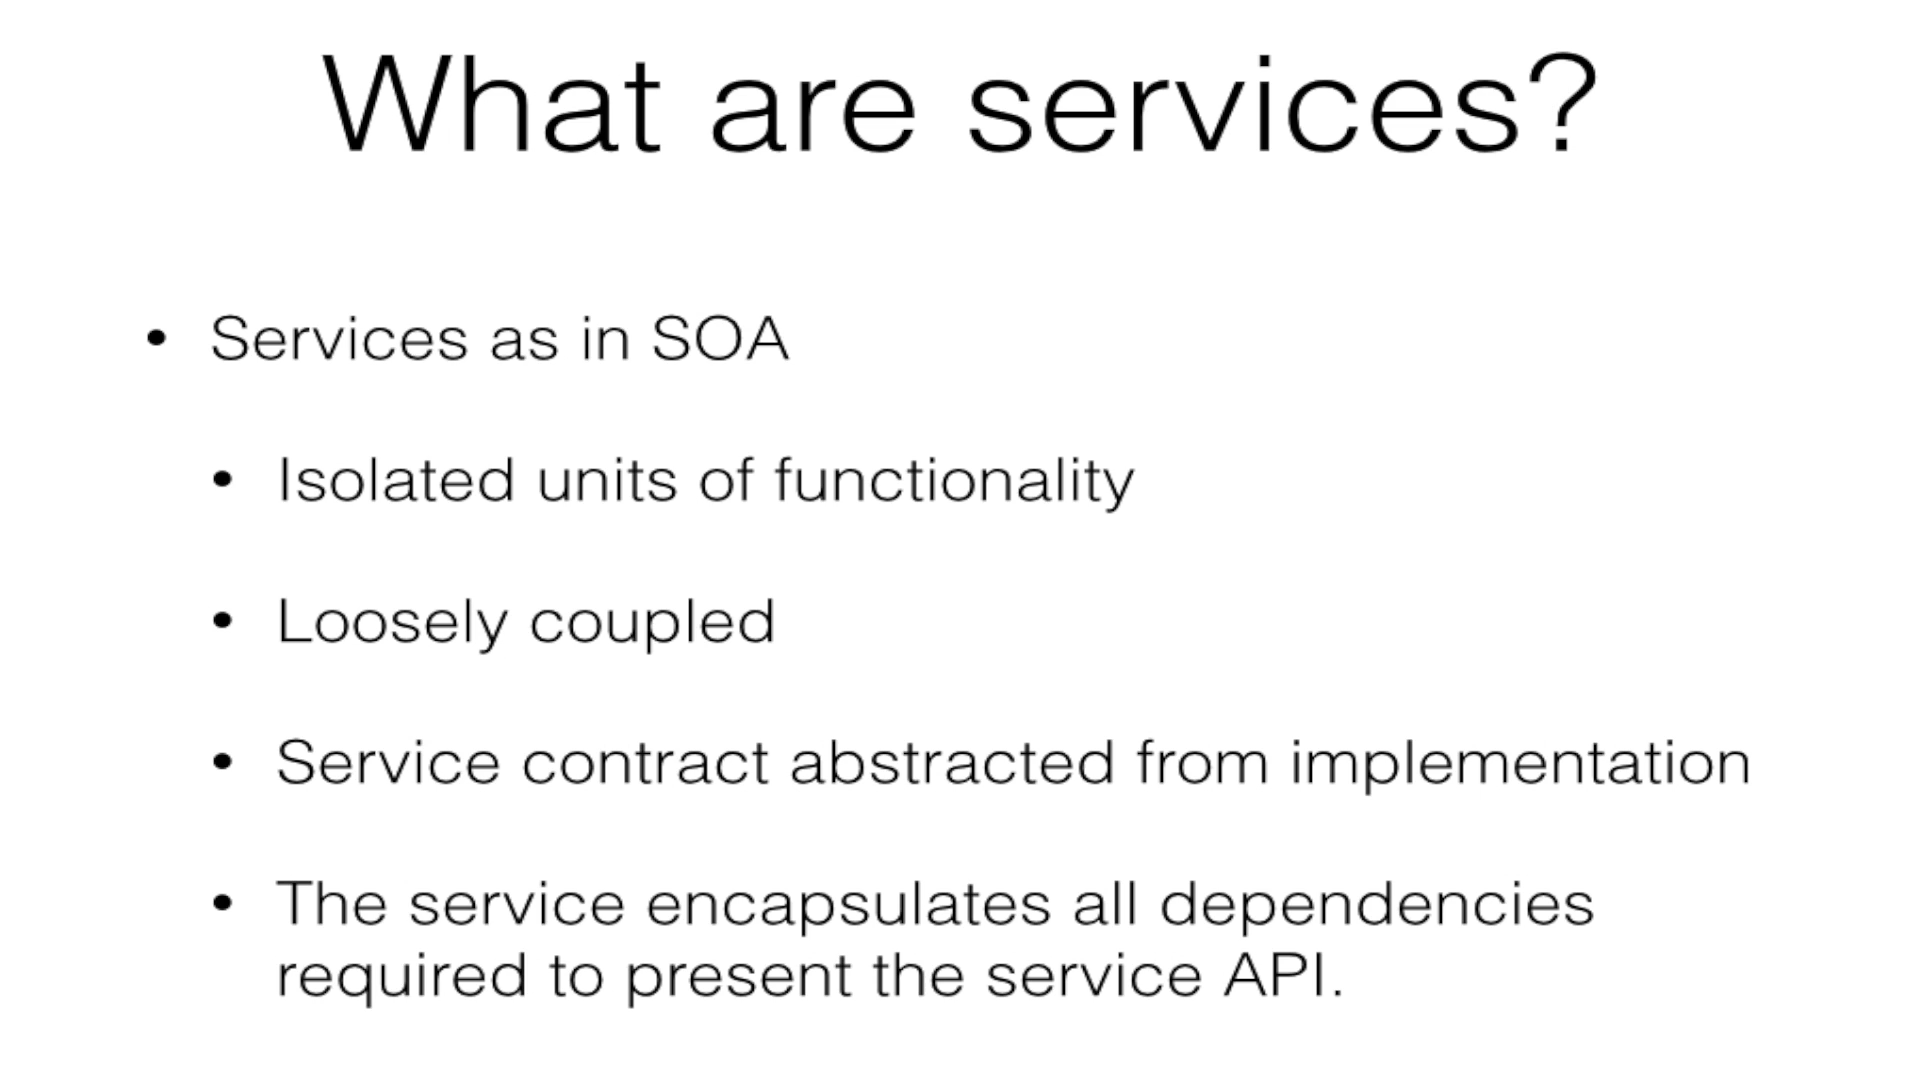 What are services?
• Services as in SOA
• Isolated units of functionality
• Loosely coupled
• Service contract abstracted from implementation
• The service encapsulates all dependencies
required to present the service API.